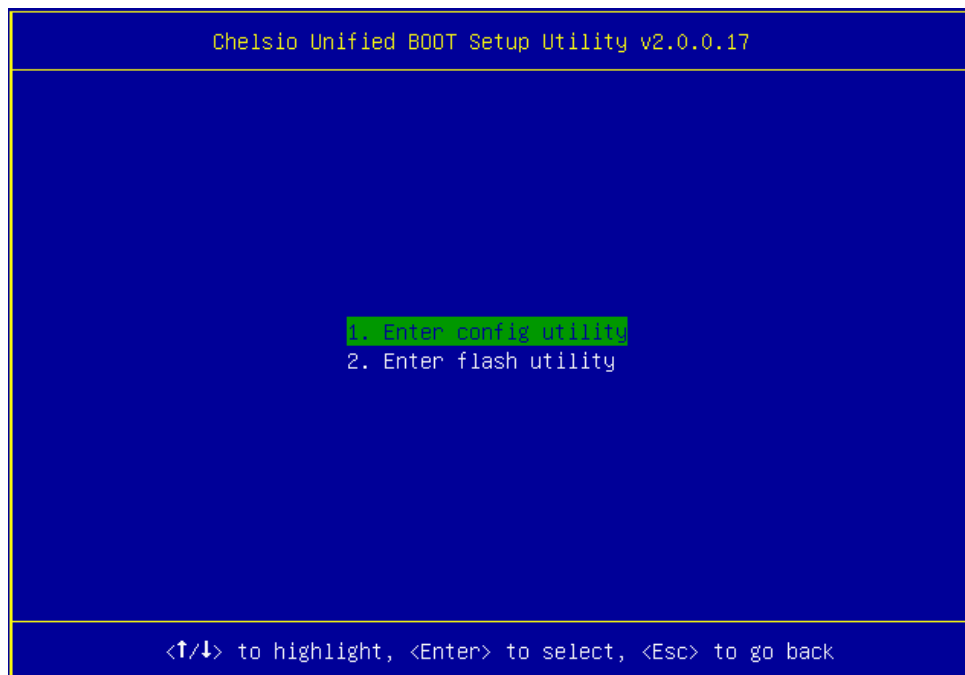 Chelsio Unified BOOT Setup Utility v2.0.0.17
1. Enter config utility
2. Enter flash utility
<↑/↓> to highlight, <Enter> to select, <Esc> to go back